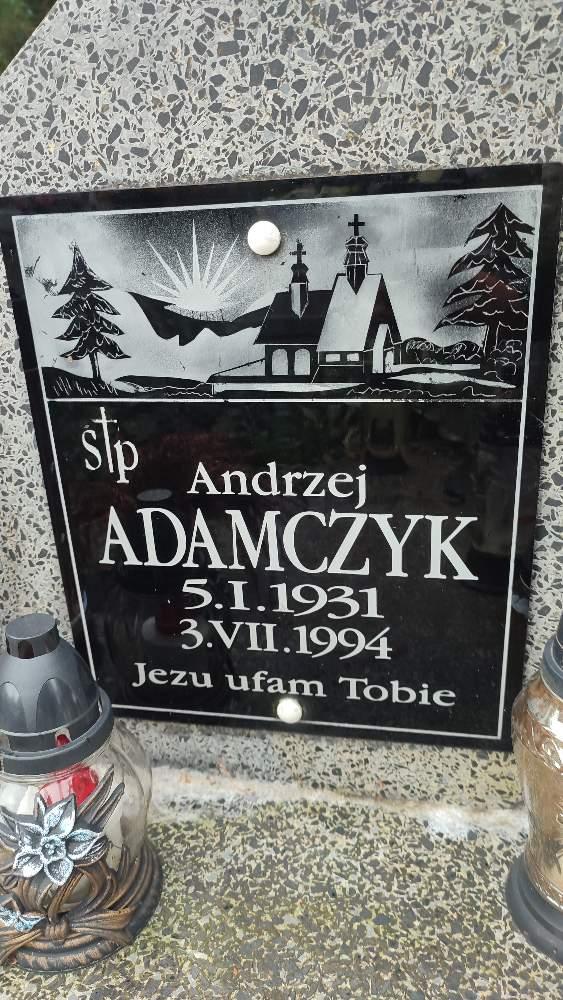 ś†p
Andrzej
ADAMCZYK
5.I.1931
3.VII.1994
Jezu ufam Tobie